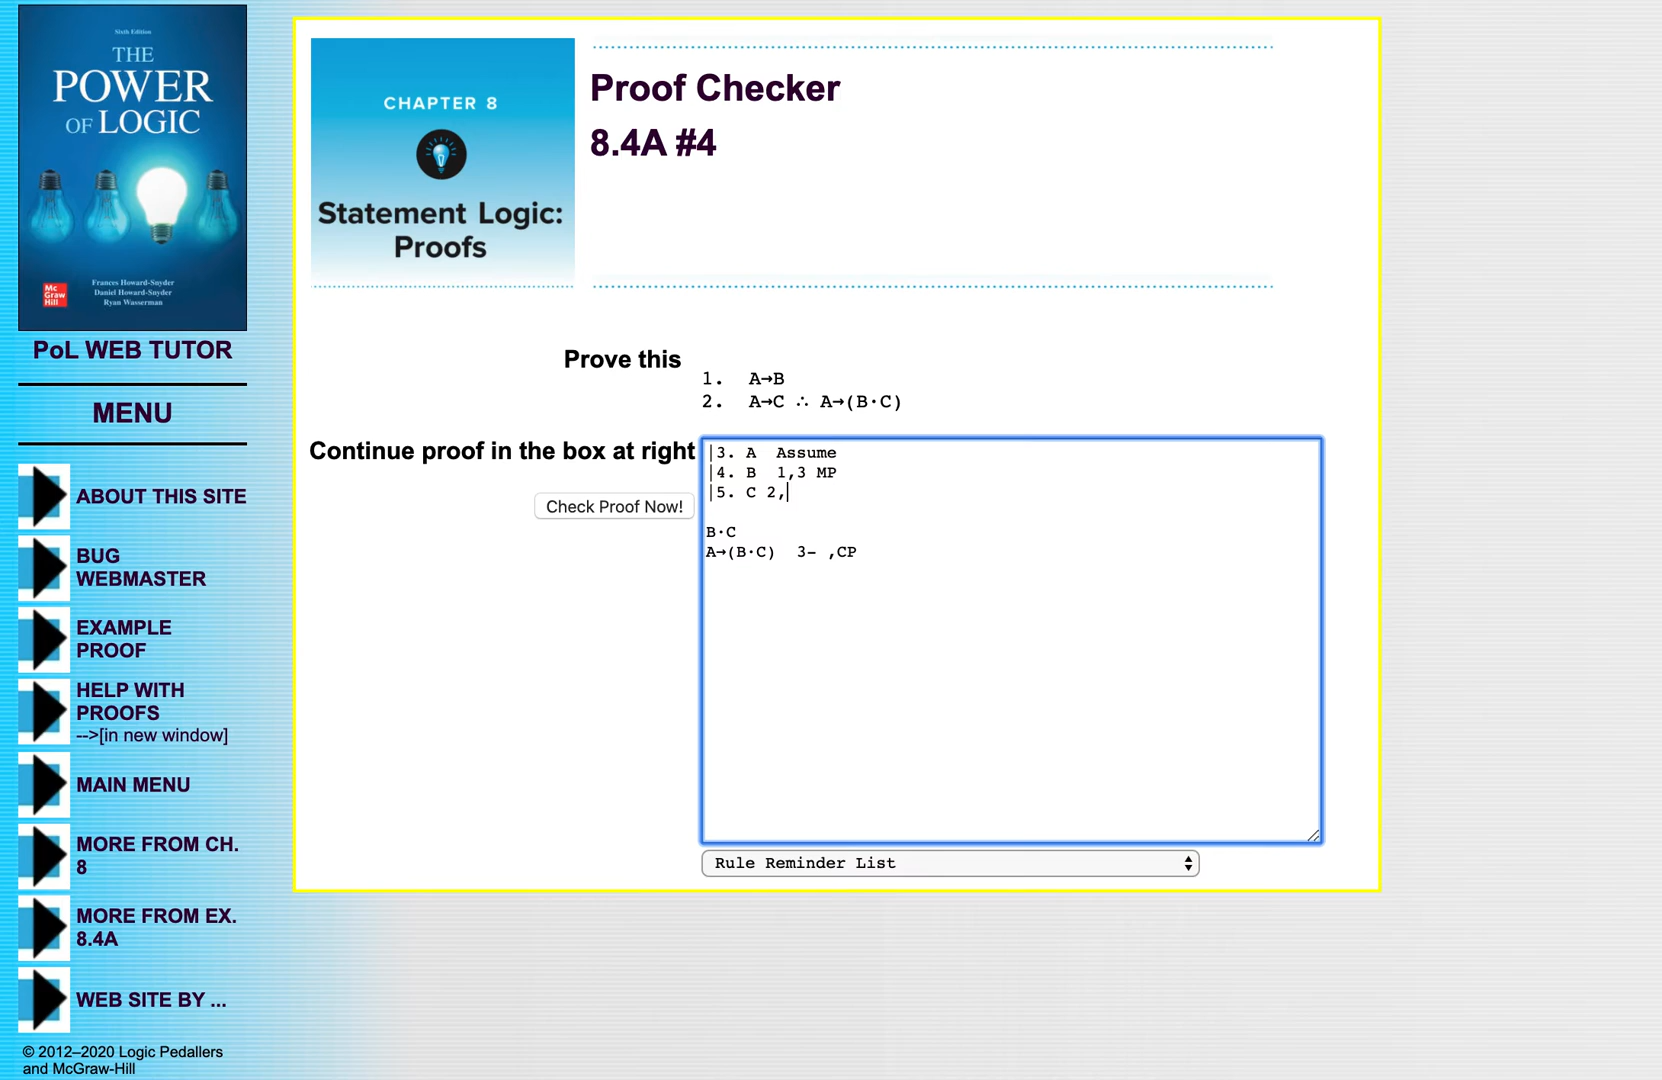 Sixth Edition
THE
POWER
OF LOGIC
Mc
Graw
Hill
Frances Howard-Snyder
Daniel Howard-Snyder
Ryan Wasserman
PoL WEB TUTOR
MENU
ABOUT THIS SITE
BUG
WEBMASTER
EXAMPLE
PROOF
HELP WITH
PROOFS
-->[in new window]
MAIN MENU
MORE FROM CH.
8
MORE FROM EX.
8.4A
WEB SITE BY ...
© 2012–2020 Logic Pedallers
and McGraw-Hill
CHAPTER 8
Statement Logic:
Proofs
Proof Checker
8.4A #4
Prove this
1. A→B
2. A→C ∴ A→(B·C)
Continue proof in the box at right
Check Proof Now!
|3. A Assume
|4. B 1,3 MP
|5. C 2,
B·C
A→(B·C) 3- ,CP
Rule Reminder List